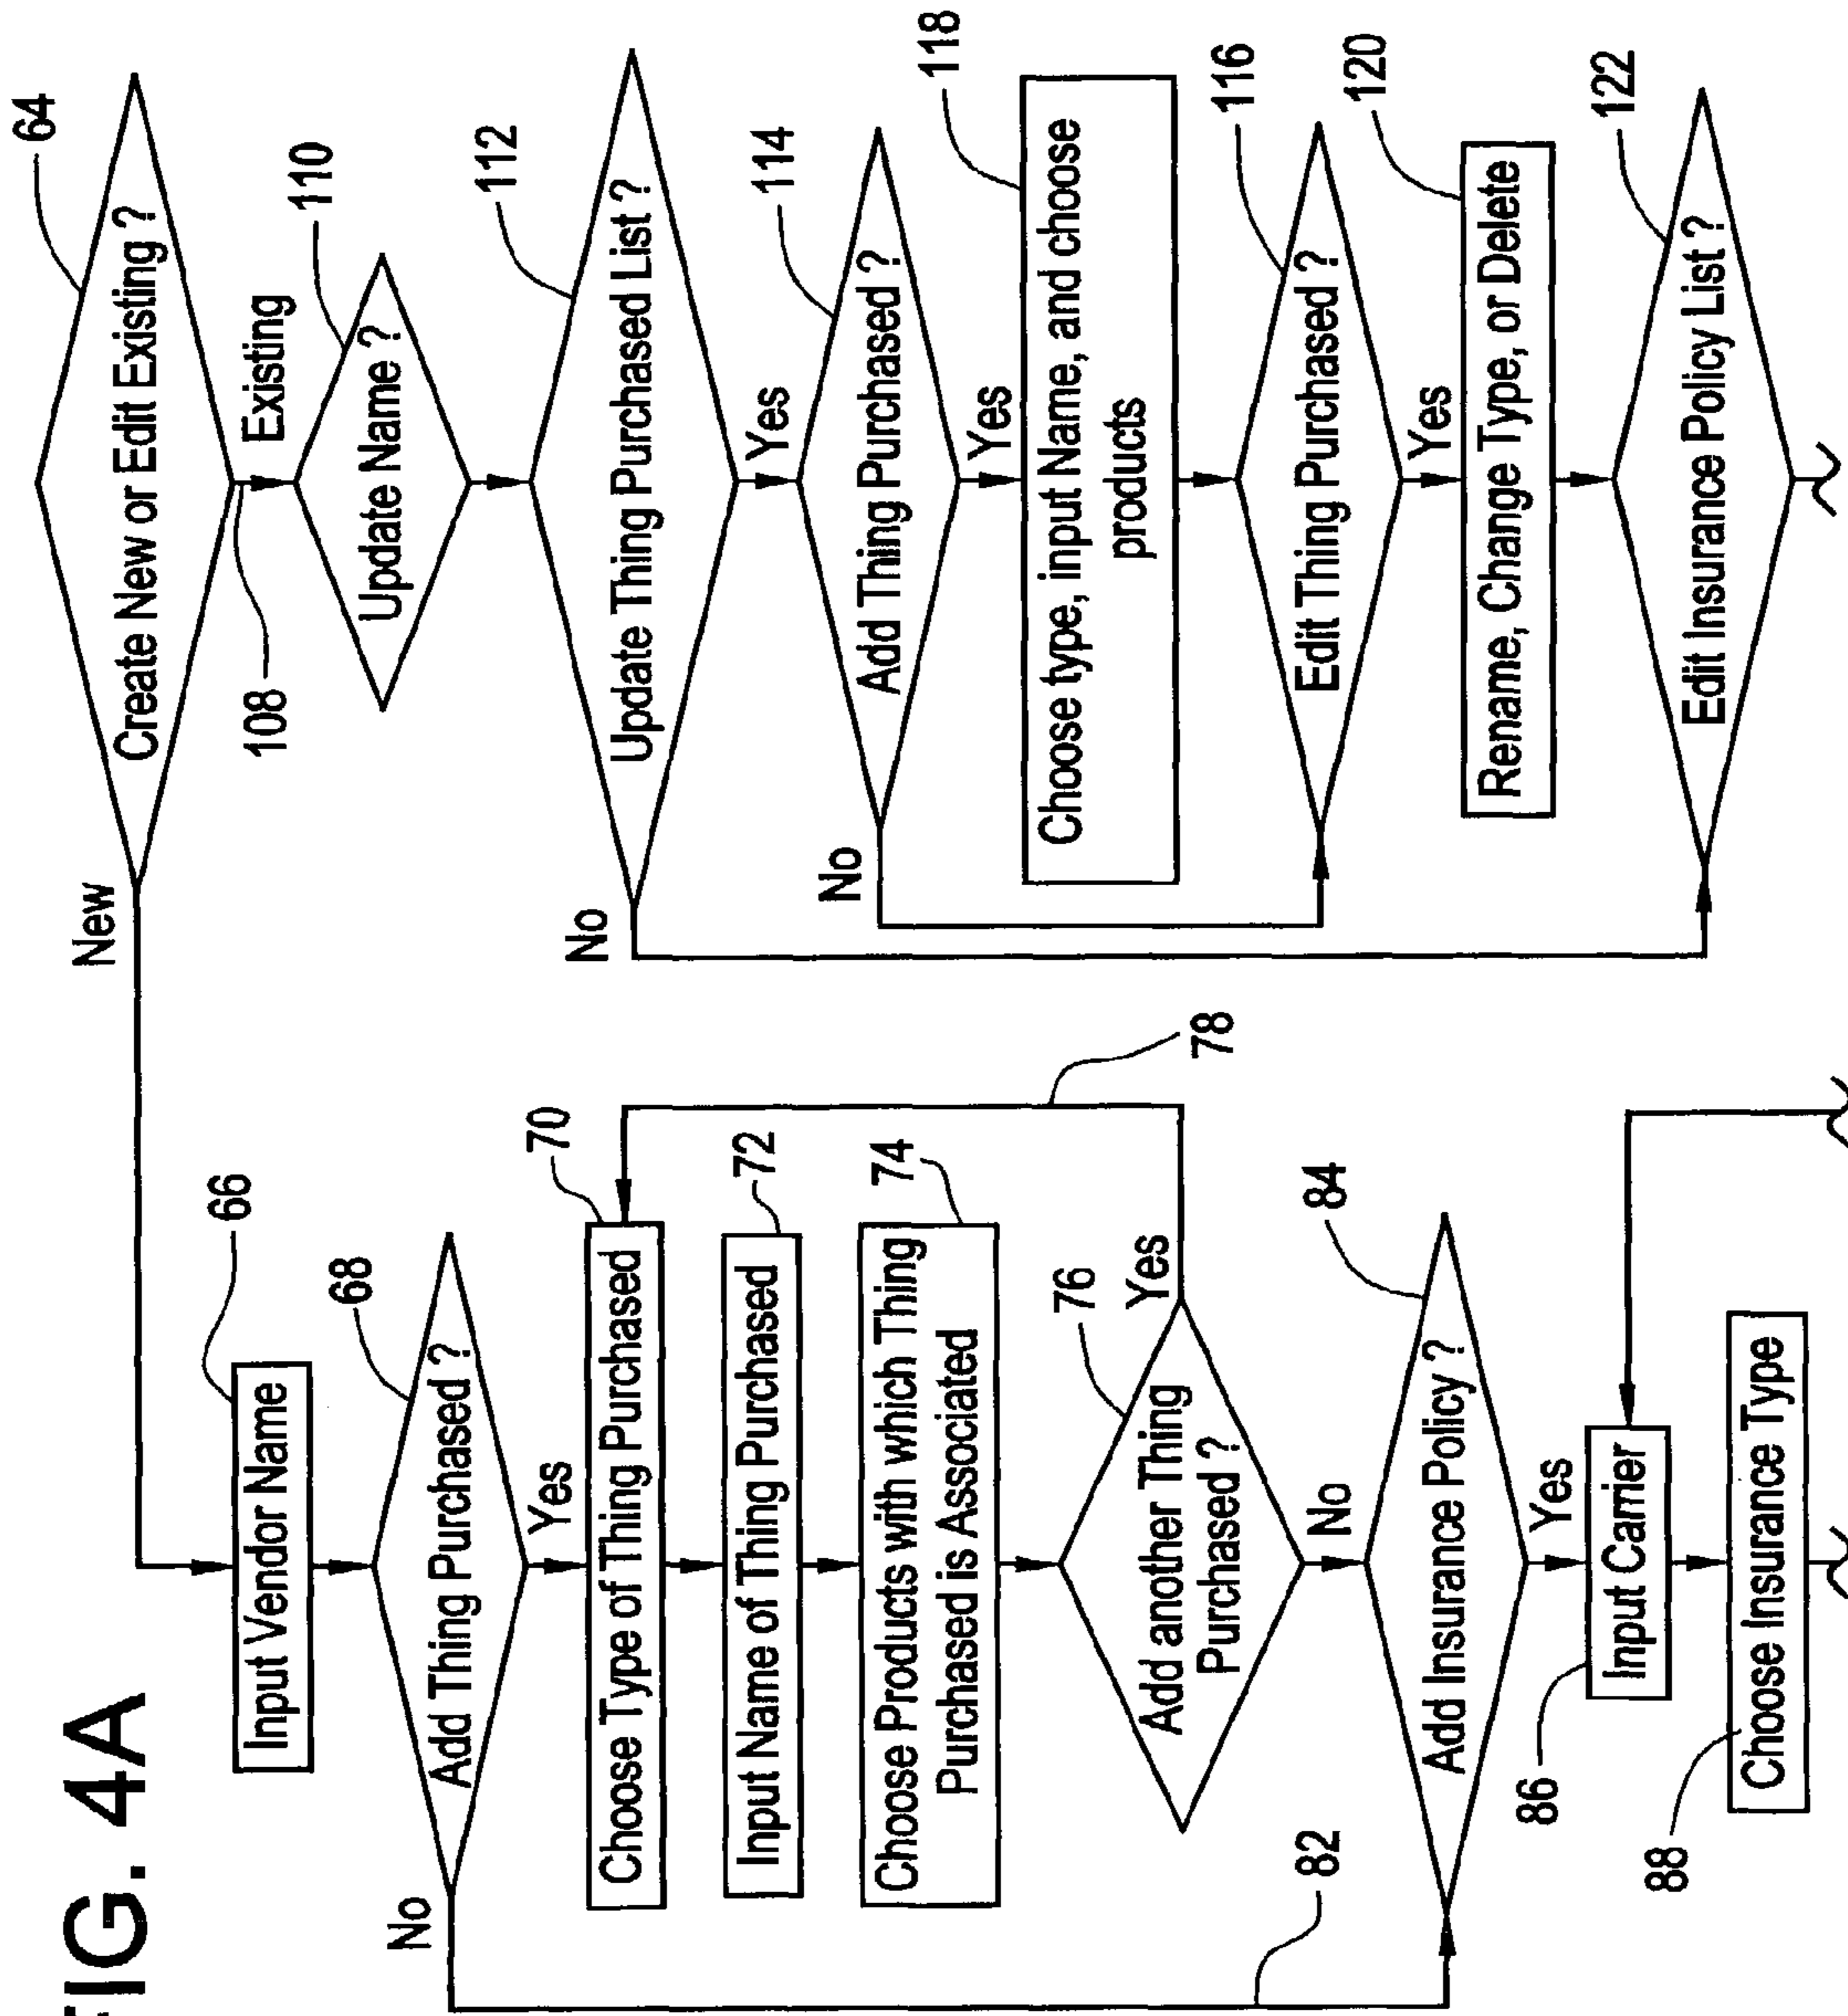 FIG. 4A
64
Create New or Edit Existing ?
New
Existing
108
66
Input Vendor Name
68
Add Thing Purchased ?
No
Yes
70
Choose Type of Thing Purchased
72
Input Name of Thing Purchased
74
Choose Products with which Thing
Purchased is Associated
76
Add another Thing
Purchased ?
Yes
78
No
82
84
Add Insurance Policy ?
Yes
86
Input Carrier
88
Choose Insurance Type
110
Update Name ?
112
Update Thing Purchased List ?
No
Yes
114
Add Thing Purchased ?
No
Yes
118
Choose type, input Name, and choose
products
116
Edit Thing Purchased ?
Yes
120
Rename, Change Type, or Delete
122
Edit Insurance Policy List ?